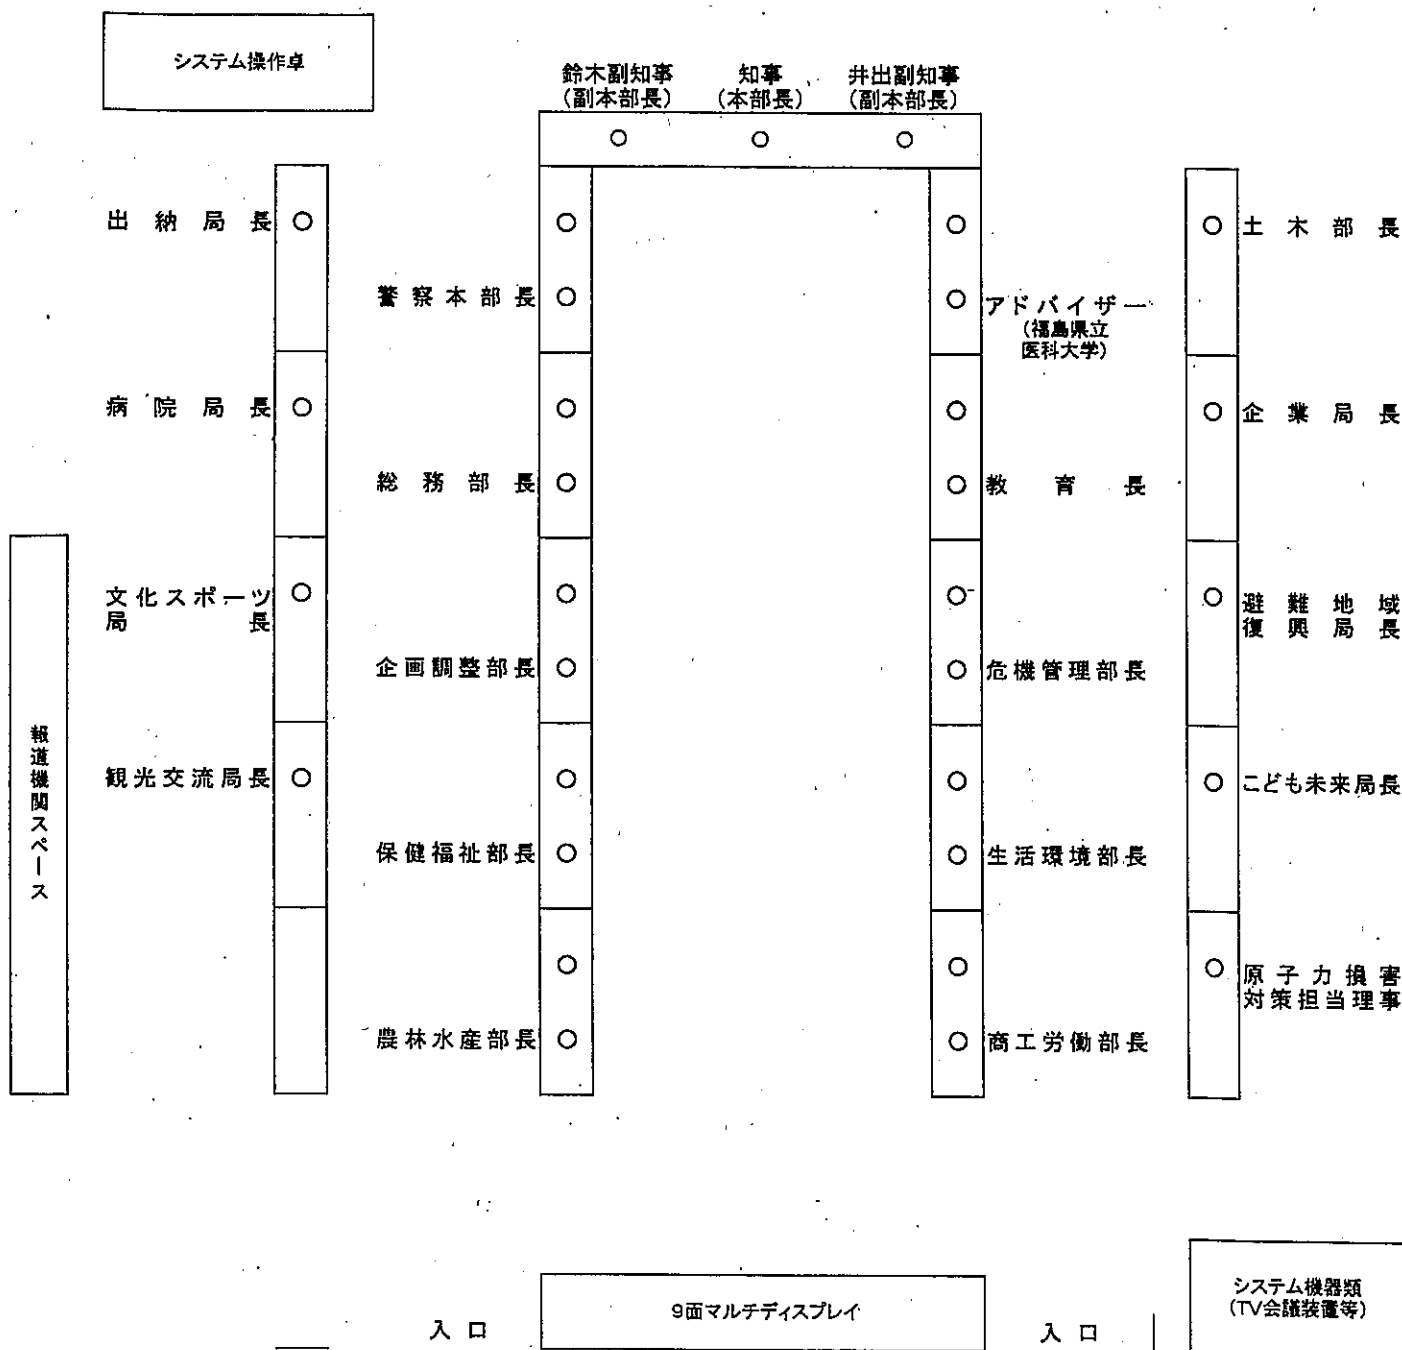 システム操作卓
鈴木副知事
(副本部長)
知事
(本部長)
井出副知事
(副本部長)
出納局長
警察本部長
アドバイザー
(福島県立
医科大学)
土木部長
病院局長
総務部長
教育長
企業局長
文化スポーツ
局長
企画調整部長
危機管理部長
避難地域
復興局長
報道機関スペース
観光交流局長
保健福祉部長
生活環境部長
こども未来局長
農林水産部長
商工労働部長
原子力損害
対策担当理事
入口
9面マルチディスプレイ
入口
システム機器類
(TV会議装置等)